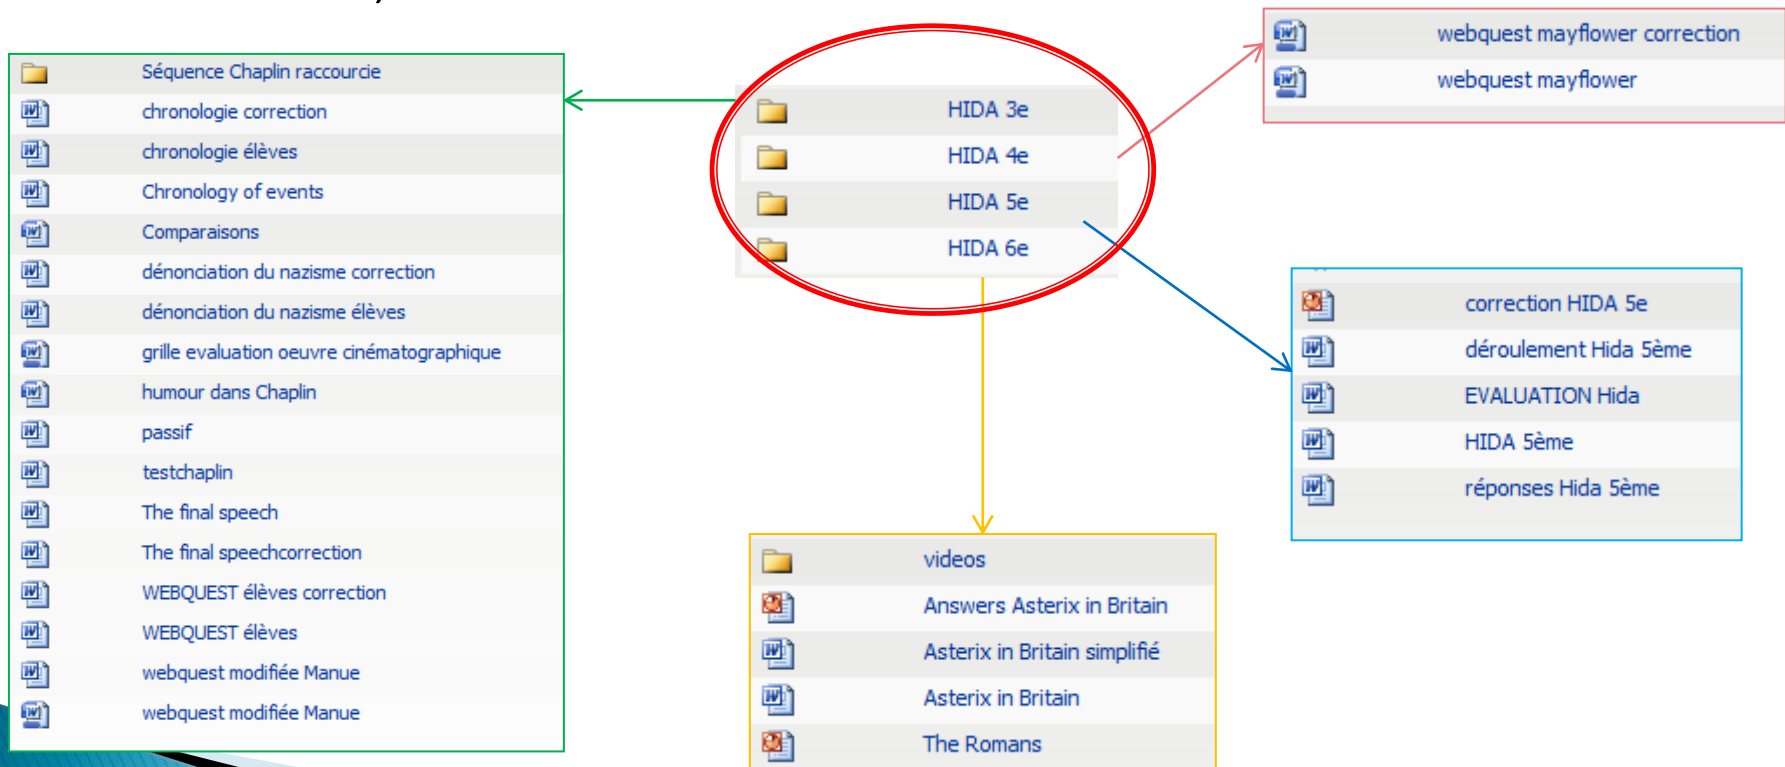 Séquence Chaplin raccourcie
chronologie correction
chronologie élèves
Chronology of events
Comparaisons
dénonciation du nazisme correction
dénonciation du nazisme élèves
grille evaluation oeuvre cinématographique
humour dans Chaplin
passif
testchaplin
The final speech
The final speechcorrection
WEBQUEST élèves correction
WEBQUEST élèves
webquest modifiée Manue
webquest modifiée Manue
HIDA 3e
HIDA 4e
HIDA 5e
HIDA 6e
webquest mayflower correction
webquest mayflower
correction HIDA 5e
déroulement Hida 5ème
EVALUATION Hida
HIDA 5ème
réponses Hida 5ème
videos
Answers Asterix in Britain
Asterix in Britain simplifié
Asterix in Britain
The Romans